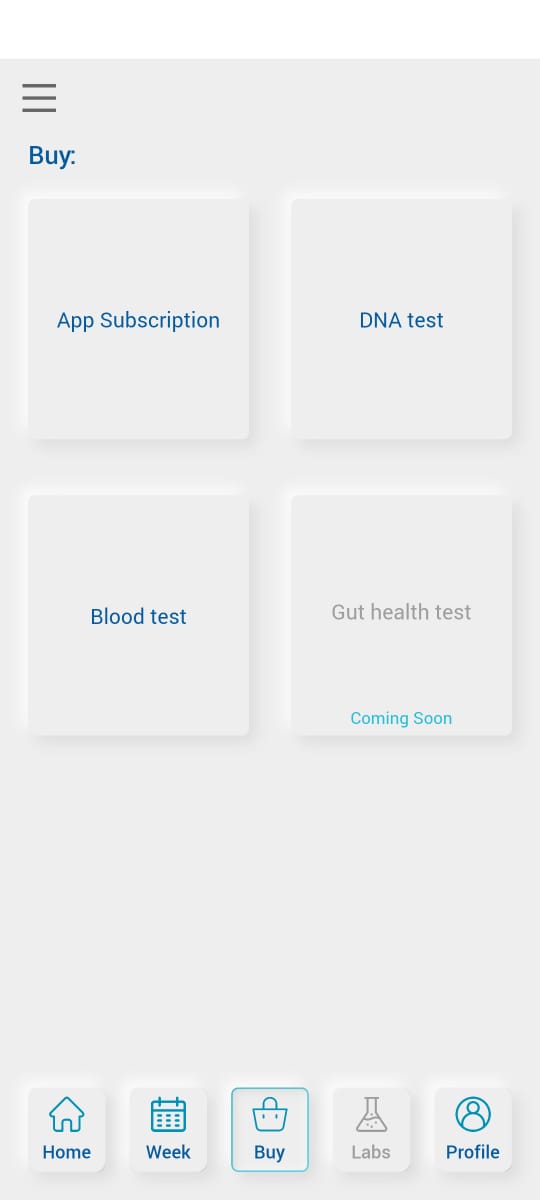 Buy:
App Subscription
DNA test
Blood test
Gut health test
Coming Soon
Home
Week
Buy
Labs
Profile